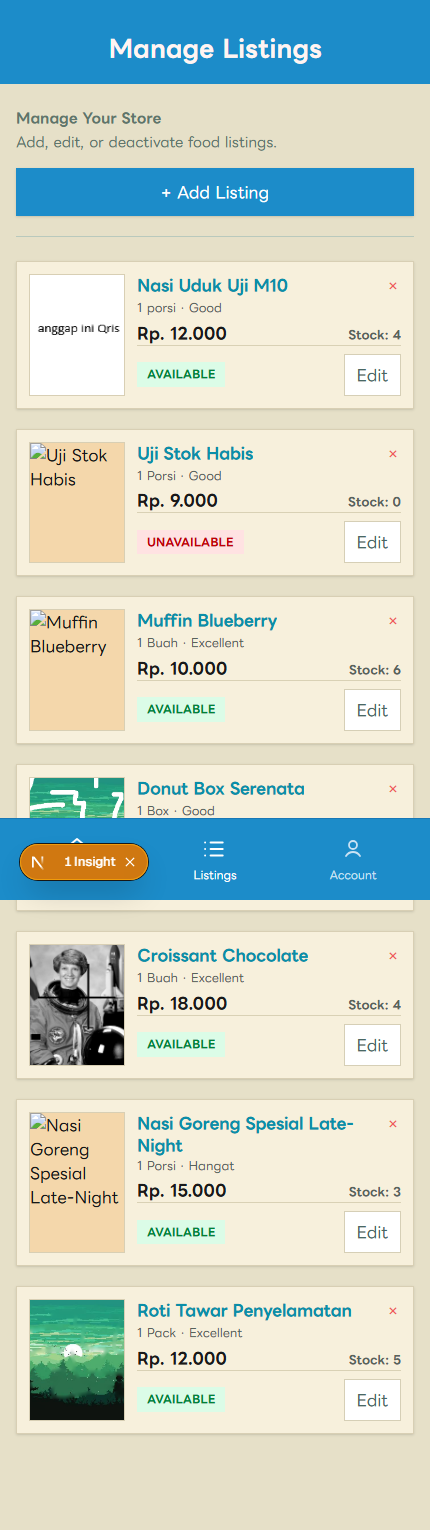 Manage Listings
Manage Your Store
Add, edit, or deactivate food listings.
+ Add Listing
anggap ini Qris
Nasi Uduk Uji M10
×
1 porsi · Good
Rp. 12.000
Stock: 4
AVAILABLE
Edit
Uji Stok
Habis
Uji Stok Habis
×
1 Porsi · Good
Rp. 9.000
Stock: 0
UNAVAILABLE
Edit
Muffin
Blueberry
Muffin Blueberry
×
1 Buah · Excellent
Rp. 10.000
Stock: 6
AVAILABLE
Edit
Donut Box Serenata
×
1 Box · Good
N
1 Insight ×
Listings
Account
Croissant Chocolate
×
1 Buah · Excellent
Rp. 18.000
Stock: 4
AVAILABLE
Edit
Nasi
Goreng
Spesial
Late-Night
Nasi Goreng Spesial Late-
Night
×
1 Porsi · Hangat
Rp. 15.000
Stock: 3
AVAILABLE
Edit
Roti Tawar Penyelamatan
×
1 Pack · Excellent
Rp. 12.000
Stock: 5
AVAILABLE
Edit